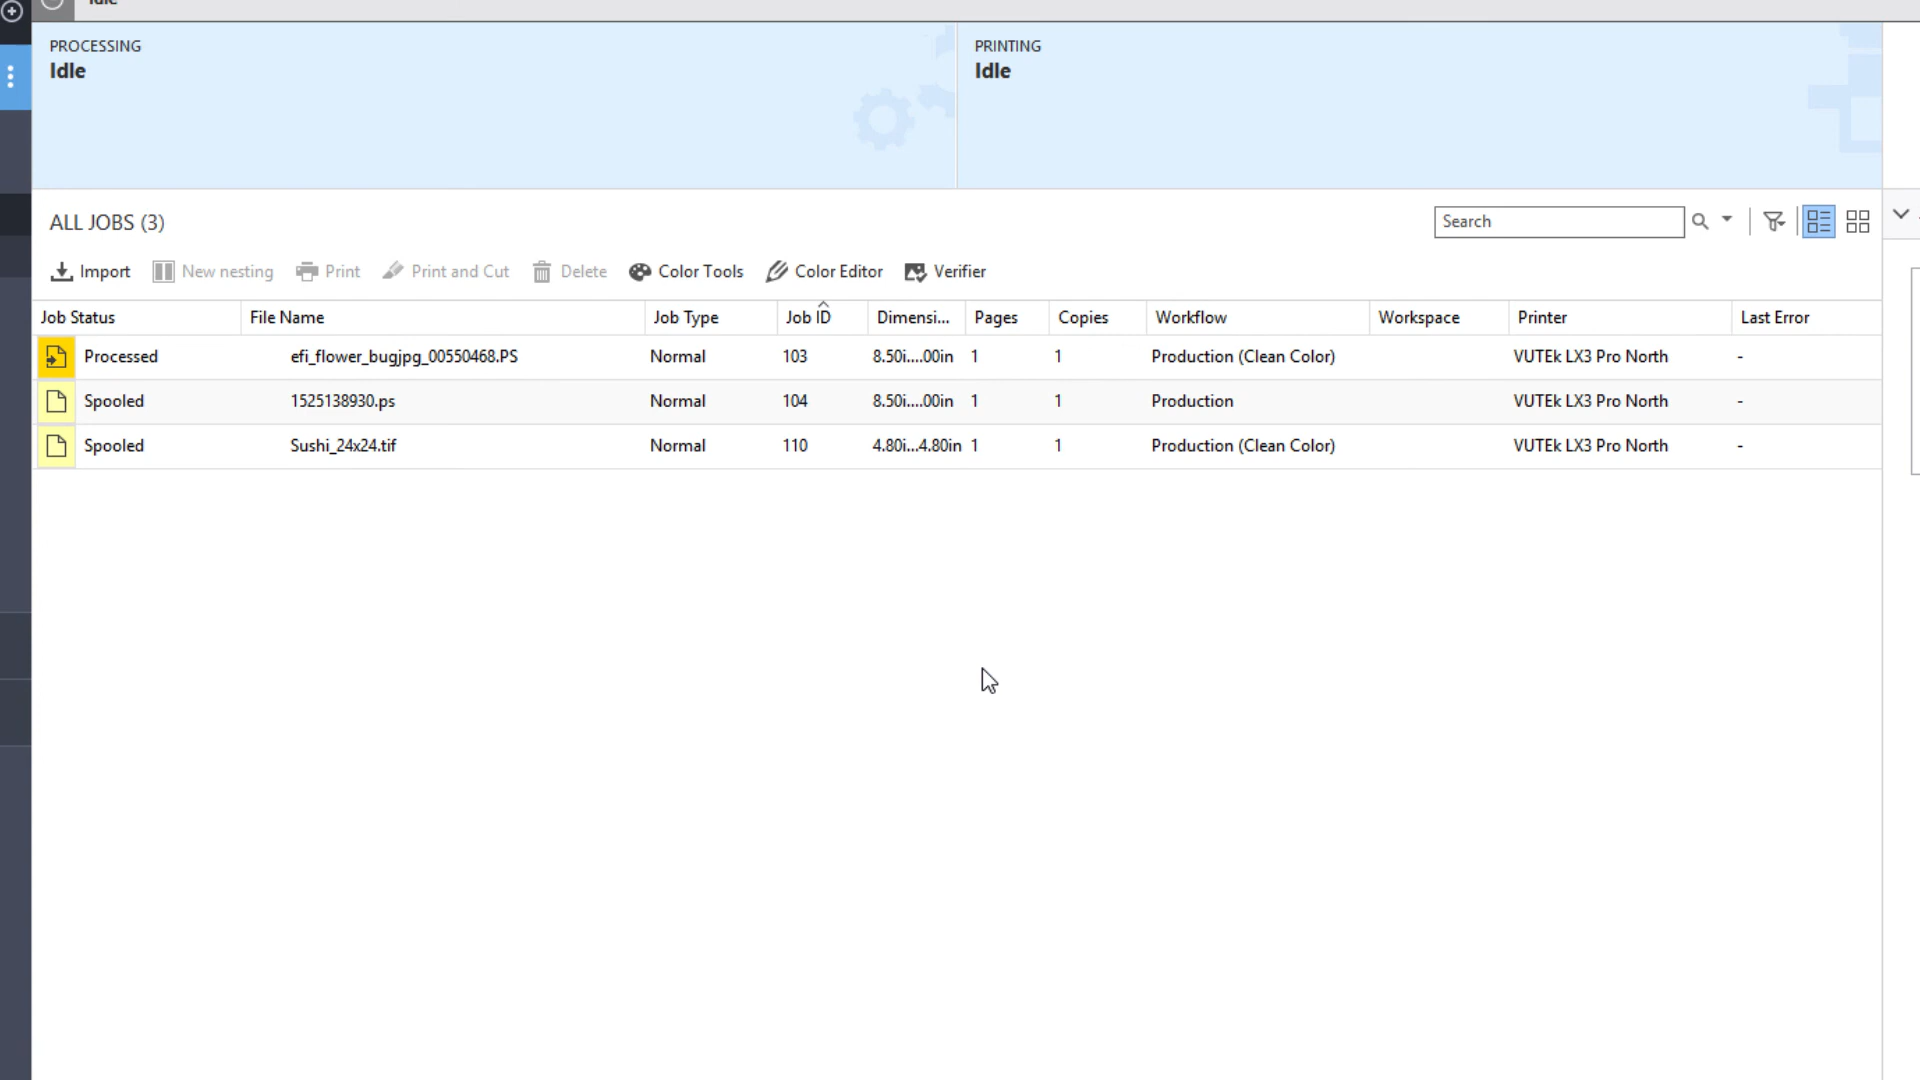 PROCESSING
Idle
PRINTING
Idle
ALL JOBS (3)
Search
Import New nesting Print Print and Cut Delete Color Tools Color Editor Verifier
Job Status File Name Job Type Job ID Dimensi... Pages Copies Workflow Workspace Printer Last Error
Processed efi_flower_bugjpg_00550468.PS Normal 103 8.50i....00in 1 1 Production (Clean Color) VUTEk LX3 Pro North -
Spooled 1525138930.ps Normal 104 8.50i....00in 1 1 Production VUTEk LX3 Pro North -
Spooled Sushi_24x24.tif Normal 110 4.80i...4.80in 1 1 Production (Clean Color) VUTEk LX3 Pro North -